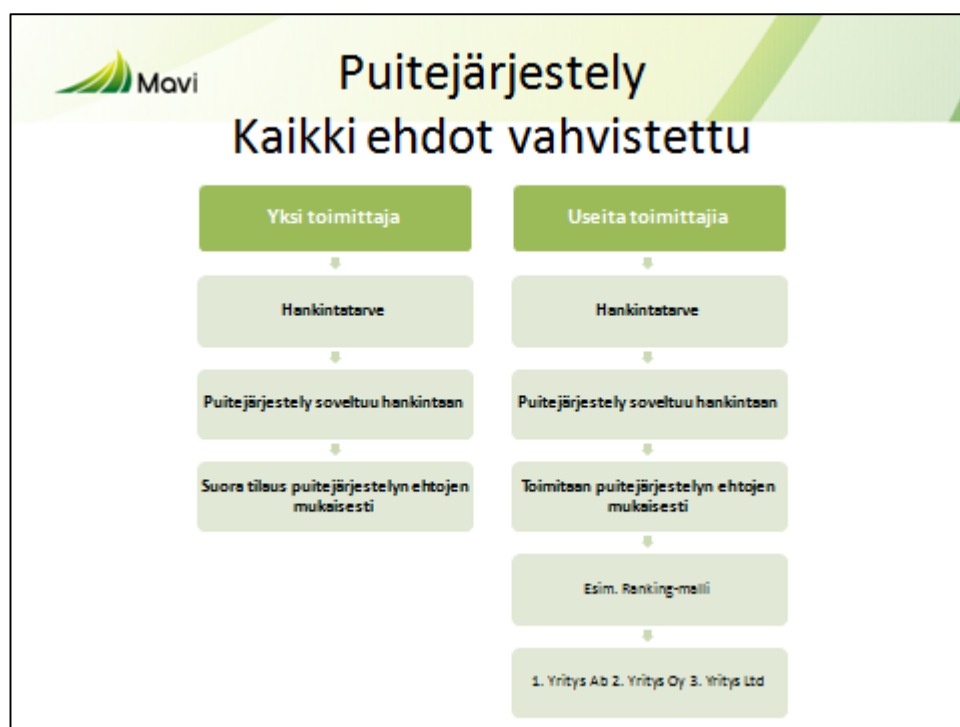 Mavi
Puitejärjestely
Kaikki ehdot vahvistettu
Yksi toimittaja
Hankintatarve
Puitejärjestely soveltuu hankintaan
Suora tilaus puitejärjestelyn ehtojen
mukaisesti
Useita toimittajia
Hankintatarve
Puitejärjestely soveltuu hankintaan
Toimitaan puitejärjestelyn ehtojen
mukaisesti
Esim. Ranking-malli
1. Yritys Ab 2. Yritys Oy 3. Yritys Ltd